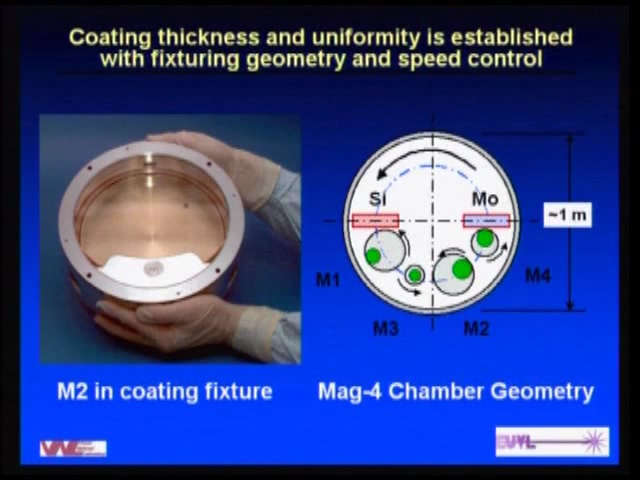 Coating thickness and uniformity is established
with fixturing geometry and speed control
Si
Mo
~1 m
M1
M4
M3
M2
M2 in coating fixture
Mag-4 Chamber Geometry
VNL
EUVL